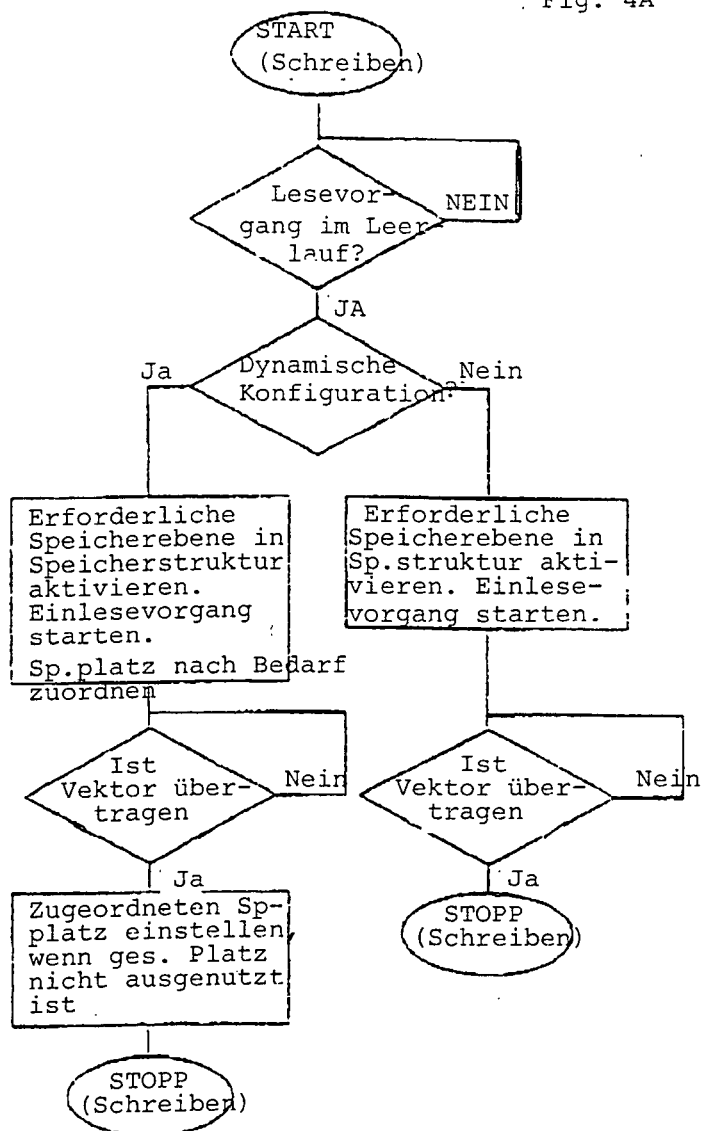 Fig. 4A
START
(Schreiben)
Lesevor-
gang im Leer-
lauf?
NEIN
JA
Dynamische
Konfiguration?
Ja
Nein
Erforderliche
Speicherebene in
Speicherstruktur
aktivieren.
Einlesevorgang
starten.
Sp.platz nach Bedarf
zuordnen
Erforderliche
Speicherebene in
Sp.struktur akti-
vieren. Einlese-
vorgang starten.
Ist
Vektor über-
tragen
Nein
Ist
Vektor über-
tragen
Nein
Ja
Zugeordneten Sp-
platz einstellen,
wenn ges. Platz
nicht ausgenutzt
ist
Ja
STOPP
(Schreiben)
STOPP
(Schreiben)